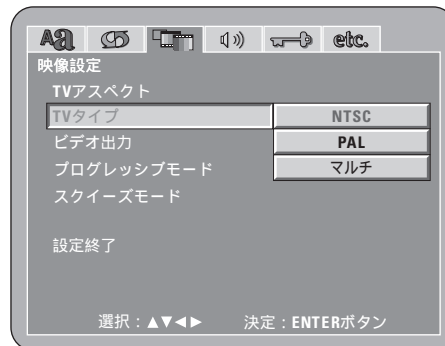 Aa etc.
映像設定
TVアスペクト
TVタイプ NTSC
ビデオ出力 PAL
プログレッシブモード マルチ
スクイーズモード
設定終了
選択：▲▼◀▶ 決定：ENTERボタン